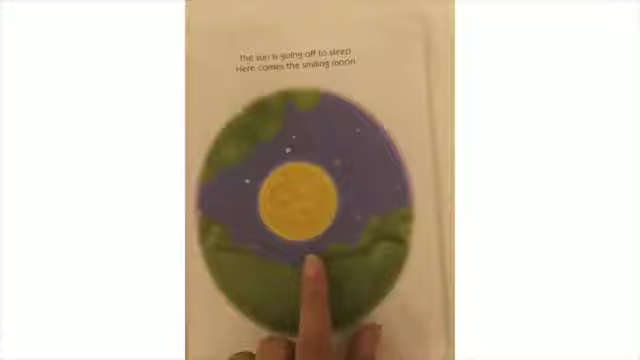 The sun is going off to sleep
Here comes the smiling moon